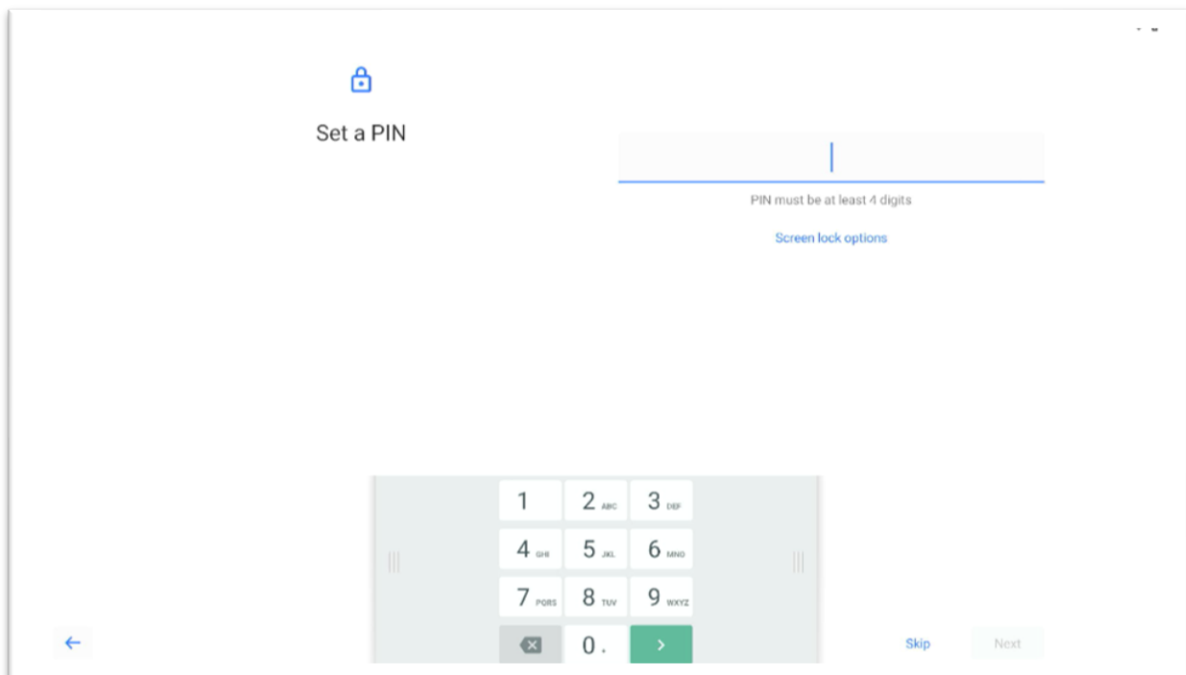 Set a PIN
PIN must be at least 4 digits
Screen lock options
1
2 ABC
3 DEF
4 GHI
5 JKL
6 MNO
7 PQRS
8 TUV
9 WXYZ
0 .
Skip
Next